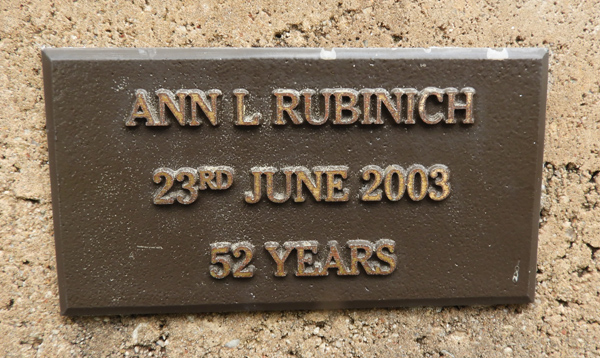 ANN L RUBINICH
23RD JUNE 2003
52 YEARS